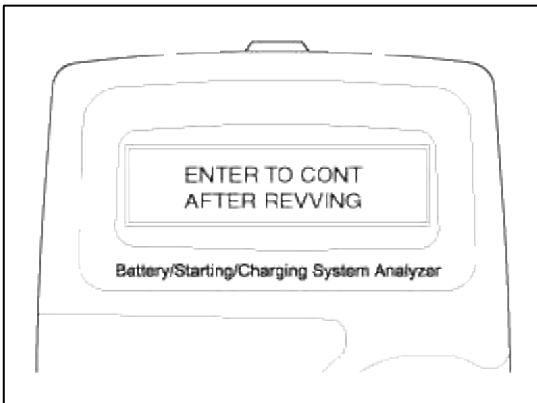 ENTER TO CONT
AFTER REVVING
Battery/Starting/Charging System Analyzer